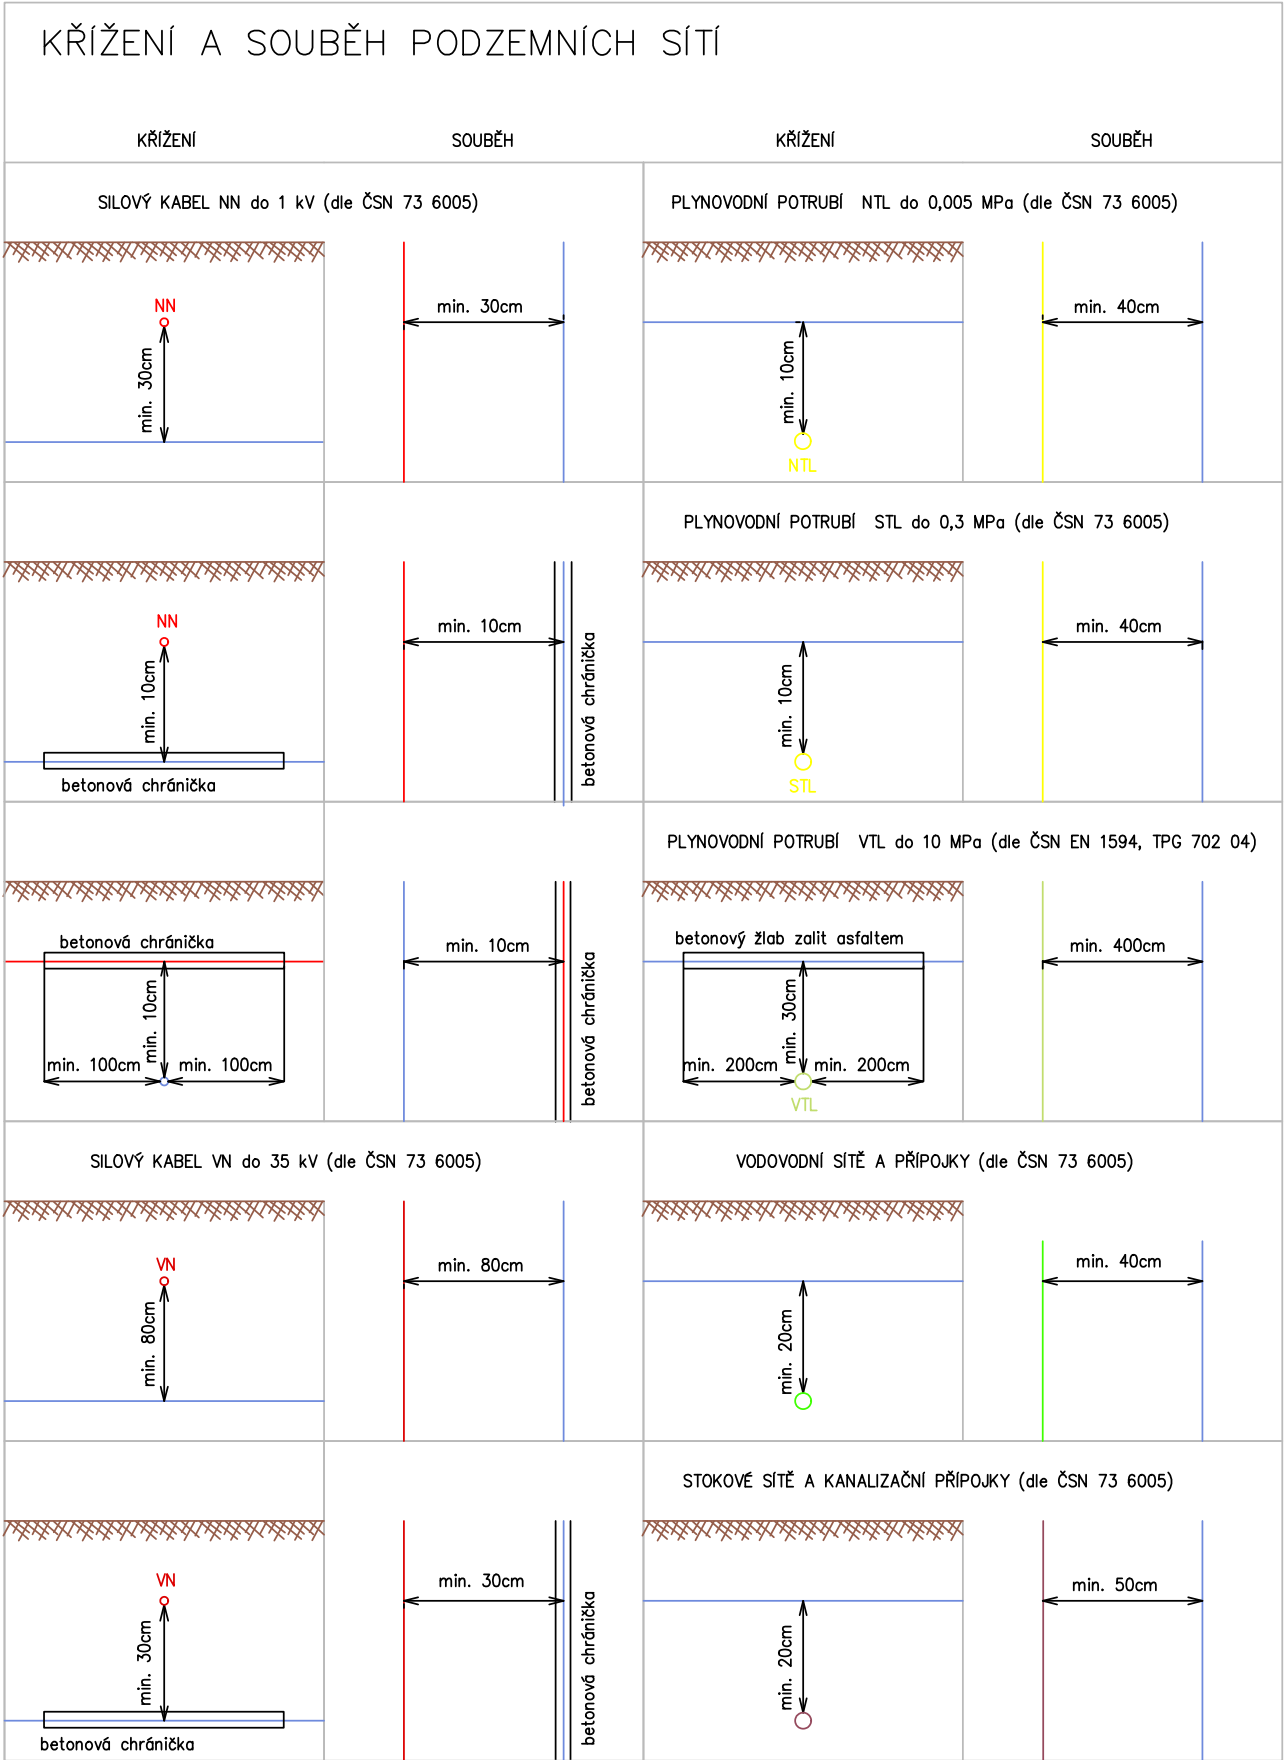 KŘÍŽENÍ A SOUBĚH PODZEMNÍCH SÍTÍ
KŘÍŽENÍ
SOUBĚH
KŘÍŽENÍ
SOUBĚH
SILOVÝ KABEL NN do 1 kV (dle ČSN 73 6005)
NN
min. 30cm
min. 30cm
PLYNOVODNÍ POTRUBÍ NTL do 0,005 MPa (dle ČSN 73 6005)
min. 10cm
NTL
min. 40cm
NN
min. 10cm
betonová chránička
min. 10cm
betonová chránička
PLYNOVODNÍ POTRUBÍ STL do 0,3 MPa (dle ČSN 73 6005)
min. 10cm
STL
min. 40cm
betonová chránička
min. 10cm
min. 100cm
min. 100cm
min. 10cm
betonová chránička
PLYNOVODNÍ POTRUBÍ VTL do 10 MPa (dle ČSN EN 1594, TPG 702 04)
betonový žlab zalit asfaltem
min. 30cm
min. 200cm
min. 200cm
VTL
min. 400cm
SILOVÝ KABEL VN do 35 kV (dle ČSN 73 6005)
VN
min. 80cm
min. 80cm
VODOVODNÍ SÍTĚ A PŘÍPOJKY (dle ČSN 73 6005)
min. 20cm
min. 40cm
VN
min. 30cm
betonová chránička
min. 30cm
betonová chránička
STOKOVÉ SÍTĚ A KANALIZAČNÍ PŘÍPOJKY (dle ČSN 73 6005)
min. 20cm
min. 50cm